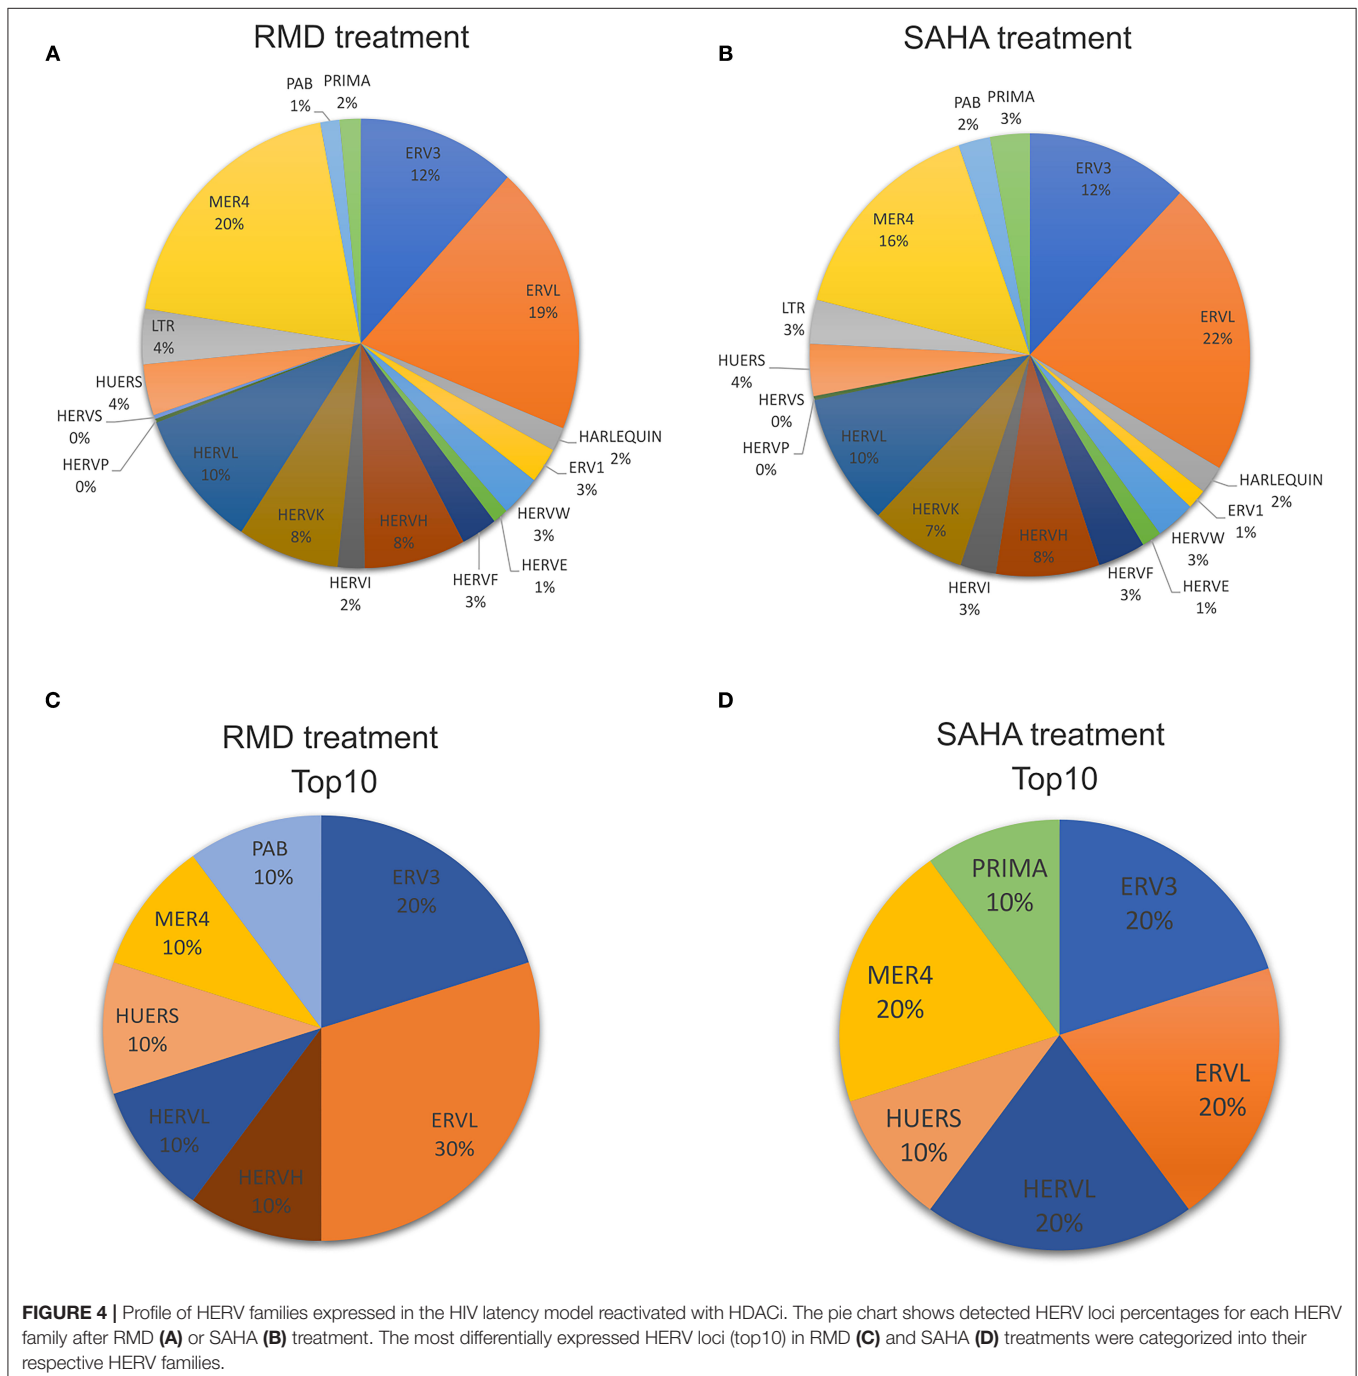 A
RMD treatment
PAB
1%
PRIMA
2%
ERV3
12%
ERVL
19%
HARLEQUIN
2%
ERV1
3%
HERVW
3%
HERVE
1%
HERVF
3%
HERVH
8%
HERVI
2%
HERVK
8%
HERVL
10%
HERVP
0%
HERVS
0%
HUERS
4%
LTR
4%
MER4
20%
B
SAHA treatment
PAB
2%
PRIMA
3%
ERV3
12%
ERVL
22%
HARLEQUIN
2%
ERV1
1%
HERVW
3%
HERVE
1%
HERVF
3%
HERVH
8%
HERVI
3%
HERVK
7%
HERVL
10%
HERVP
0%
HERVS
0%
HUERS
4%
LTR
3%
MER4
16%
C
RMD treatment
Top10
PAB
10%
ERV3
20%
ERVL
30%
HERVH
10%
HERVL
10%
HUERS
10%
MER4
10%
D
SAHA treatment
Top10
PRIMA
10%
ERV3
20%
ERVL
20%
HERVL
20%
HUERS
10%
MER4
20%
FIGURE 4 | Profile of HERV families expressed in the HIV latency model reactivated with HDACi. The pie chart shows detected HERV loci percentages for each HERV
family after RMD (A) or SAHA (B) treatment. The most differentially expressed HERV loci (top10) in RMD (C) and SAHA (D) treatments were categorized into their
respective HERV families.